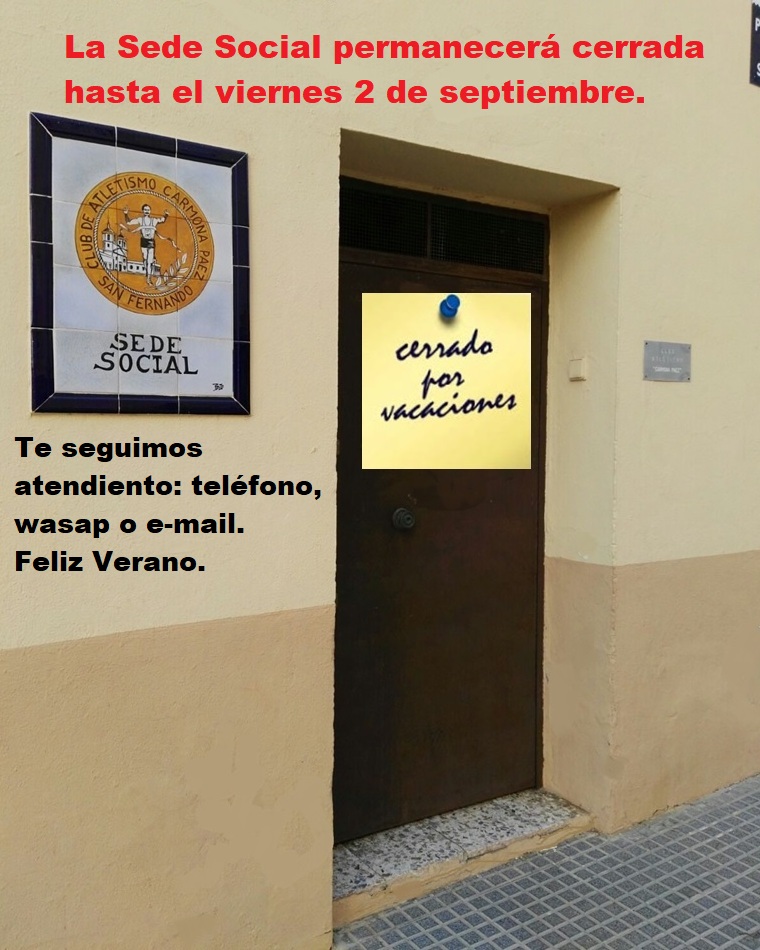 La Sede Social permanecerá cerrada
hasta el viernes 2 de septiembre.
CLUB DE ATLETISMO CARMONA PAEZ
SAN FERNANDO
SEDE
SOCIAL
cerrado
por
vacaciones
Te seguimos
atendiento: teléfono,
wasap o e-mail.
Feliz Verano.